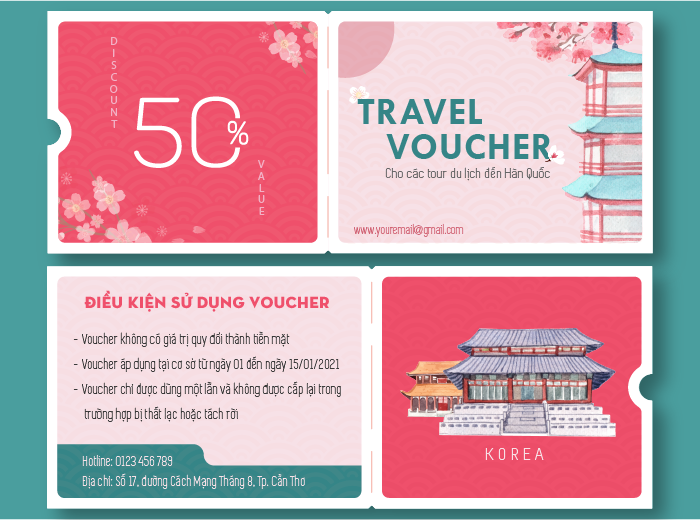 DISCOUNT
50%
VALUE
TRAVEL
VOUCHER
Cho các tour du lịch đến Hàn Quốc
www.youremail@gmail.com
ĐIỀU KIỆN SỬ DỤNG VOUCHER
- Voucher không có giá trị quy đổi thành tiền mặt
- Voucher áp dụng tại cơ sở từ ngày 01 đến ngày 15/01/2021
- Voucher chỉ được dùng một lần và không được cấp lại trong
trường hợp bị thất lạc hoặc tách rời
Hotline: 0123 456 789
Địa chỉ: Số 17, đường Cách Mạng Tháng 8, Tp. Cần Thơ
KOREA